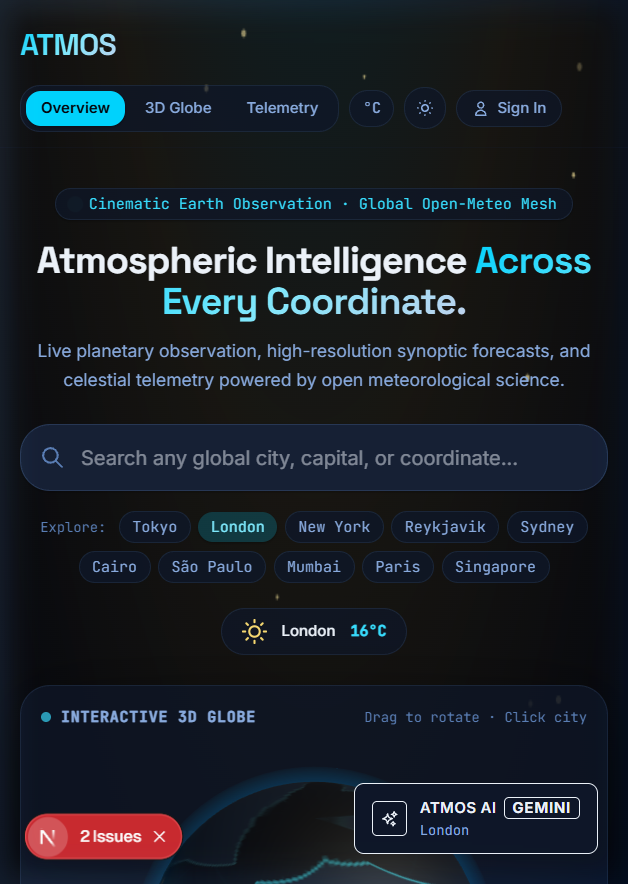 ATMOS
Overview 3D Globe Telemetry °C Sign In
Cinematic Earth Observation · Global Open-Meteo Mesh
Atmospheric Intelligence Across
Every Coordinate.
Live planetary observation, high-resolution synoptic forecasts, and
celestial telemetry powered by open meteorological science.
Search any global city, capital, or coordinate...
Explore: Tokyo London New York Reykjavik Sydney
Cairo São Paulo Mumbai Paris Singapore
London 16°C
INTERACTIVE 3D GLOBE Drag to rotate · Click city
ATMOS AI GEMINI
London
N 2 Issues